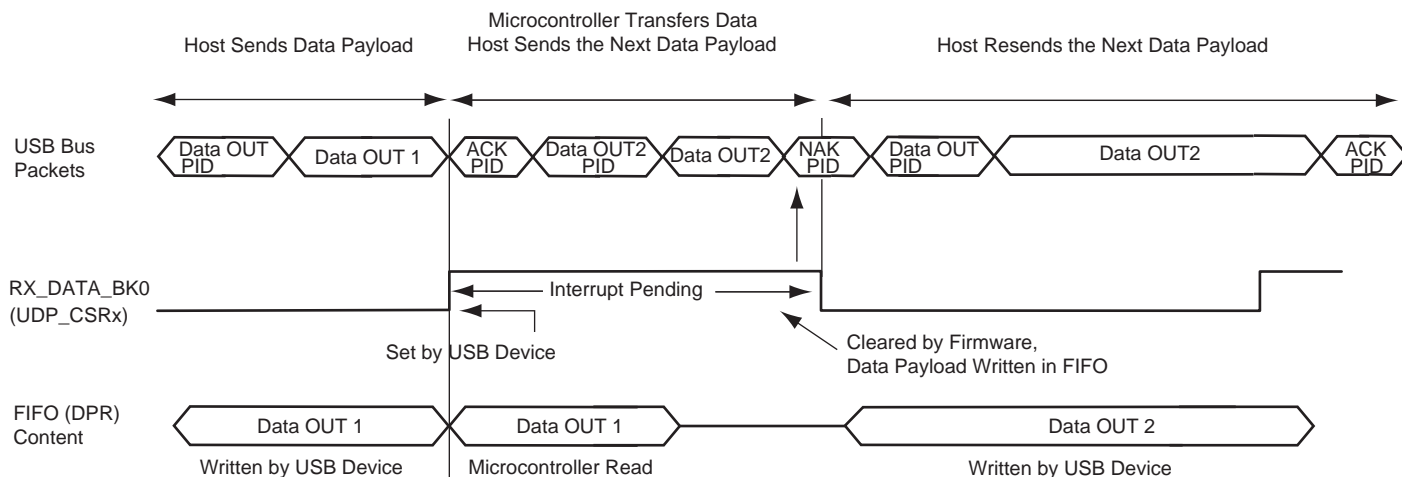 Host Sends Data Payload
Microcontroller Transfers Data
Host Sends the Next Data Payload
Host Resends the Next Data Payload
USB Bus
Packets
Data OUT
PID
Data OUT 1
ACK
PID
Data OUT2
PID
Data OUT2
NAK
PID
Data OUT
PID
Data OUT2
ACK
PID
RX_DATA_BK0
(UDP_CSRx)
Interrupt Pending
Set by USB Device
Cleared by Firmware,
Data Payload Written in FIFO
FIFO (DPR)
Content
Data OUT 1
Data OUT 1
Data OUT 2
Written by USB Device
Microcontroller Read
Written by USB Device